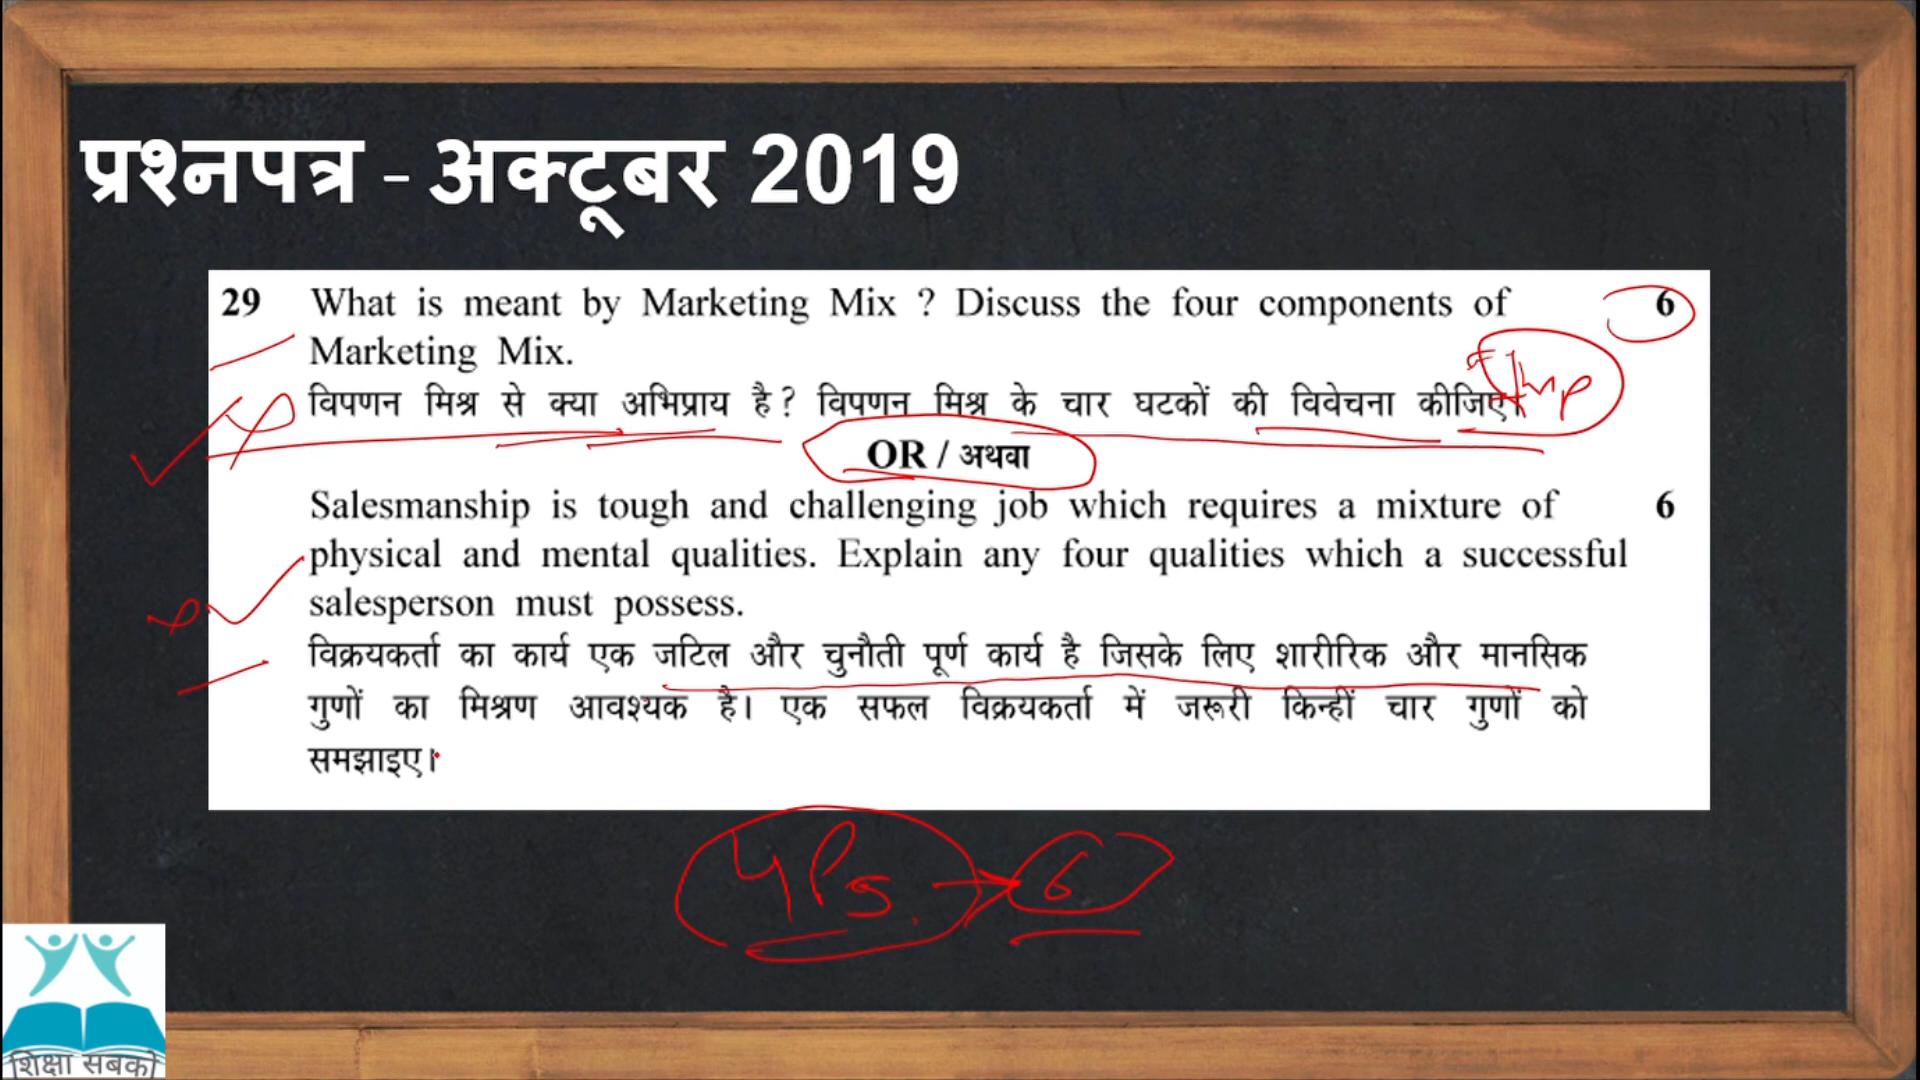 प्रश्नपत्र - अक्टूबर 2019
29 What is meant by Marketing Mix ? Discuss the four components of 6
Marketing Mix.
विपणन मिश्र से क्या अभिप्राय है? विपणन मिश्र के चार घटकों की विवेचना कीजिए।
Imp
OR / अथवा
Salesmanship is tough and challenging job which requires a mixture of 6
physical and mental qualities. Explain any four qualities which a successful
salesperson must possess.
विक्रयकर्ता का कार्य एक जटिल और चुनौती पूर्ण कार्य है जिसके लिए शारीरिक और मानसिक
गुणों का मिश्रण आवश्यक है। एक सफल विक्रयकर्ता में जरूरी किन्हीं चार गुणों को
समझाइए।
4Ps → 6
शिक्षा सबको